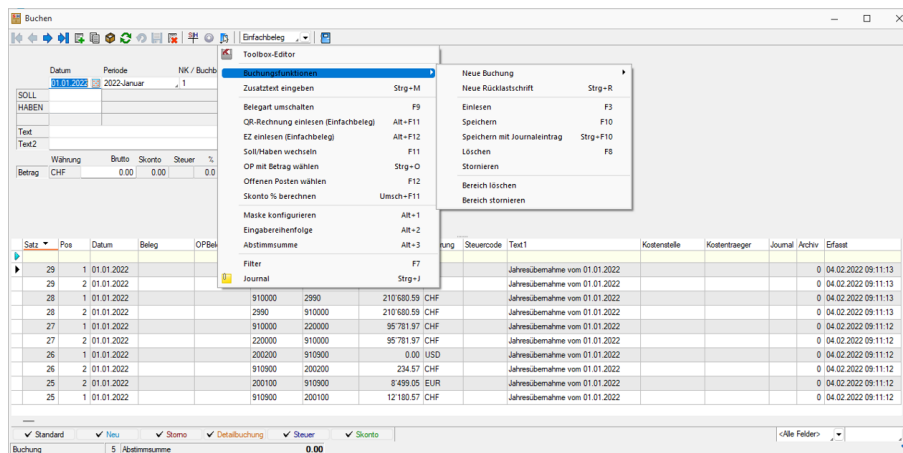 Buchen
Einfachbeleg
Toolbox-Editor
Buchungsfunktionen
Zusatztext eingeben Strg+M
Belegart umschalten F9
QR-Rechnung einlesen (Einfachbeleg) Alt+F11
EZ einlesen (Einfachbeleg) Alt+F12
Soll/Haben wechseln F11
OP mit Betrag wählen Strg+O
Offenen Posten wählen F12
Skonto % berechnen Umsch+F11
Maske konfigurieren Alt+1
Eingabereihenfolge Alt+2
Abstimmsumme Alt+3
Filter F7
Journal Strg+J
Neue Buchung
Neue Rücklastschrift Strg+R
Einlesen F3
Speichern F10
Speichern mit Journaleintrag Strg+F10
Löschen F8
Stornieren
Bereich löschen
Bereich stornieren
Datum Periode NK / Buchb
01.01.2022 2022-Januar 1
SOLL
HABEN
Text
Text2
Währung Brutto Skonto Steuer %
Betrag CHF 0.00 0.00 0.0
Satz Pos Datum Beleg OPBel rung Steuercode Text1 Kostenstelle Kostentraeger Journal Archiv Erfasst
29 1 01.01.2022 Jahresübernahme vom 01.01.2022 0 04.02.2022 09:11:13
29 2 01.01.2022 Jahresübernahme vom 01.01.2022 0 04.02.2022 09:11:13
28 1 01.01.2022 910000 2990 210'680.59 CHF Jahresübernahme vom 01.01.2022 0 04.02.2022 09:11:13
28 2 01.01.2022 2990 910000 210'680.59 CHF Jahresübernahme vom 01.01.2022 0 04.02.2022 09:11:13
27 1 01.01.2022 910000 220000 95'781.97 CHF Jahresübernahme vom 01.01.2022 0 04.02.2022 09:11:12
27 2 01.01.2022 220000 910000 95'781.97 CHF Jahresübernahme vom 01.01.2022 0 04.02.2022 09:11:12
26 1 01.01.2022 200200 910900 0.00 USD Jahresübernahme vom 01.01.2022 0 04.02.2022 09:11:12
26 2 01.01.2022 910900 200200 234.57 CHF Jahresübernahme vom 01.01.2022 0 04.02.2022 09:11:12
25 2 01.01.2022 200100 910900 8'499.05 EUR Jahresübernahme vom 01.01.2022 0 04.02.2022 09:11:12
25 1 01.01.2022 910900 200100 12'180.57 CHF Jahresübernahme vom 01.01.2022 0 04.02.2022 09:11:12
Standard Neu Storno Detailbuchung Steuer Skonto <Alle Felder>
Buchung 5 Abstimmsumme 0.00